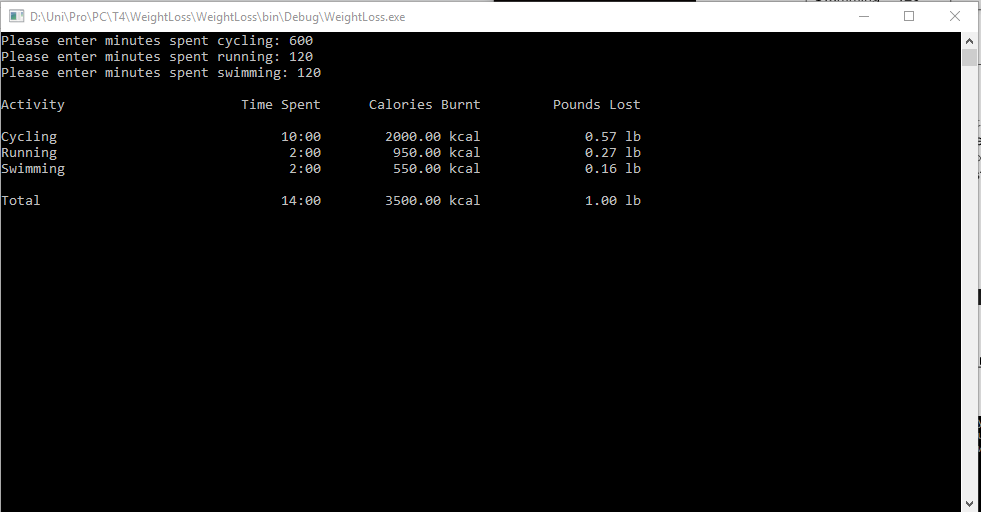 D:\Uni\Pro\PC\T4\WeightLoss\WeightLoss\bin\Debug\WeightLoss.exe
Please enter minutes spent cycling: 600
Please enter minutes spent running: 120
Please enter minutes spent swimming: 120
Activity Time Spent Calories Burnt Pounds Lost
Cycling 10:00 2000.00 kcal 0.57 lb
Running 2:00 950.00 kcal 0.27 lb
Swimming 2:00 550.00 kcal 0.16 lb
Total 14:00 3500.00 kcal 1.00 lb